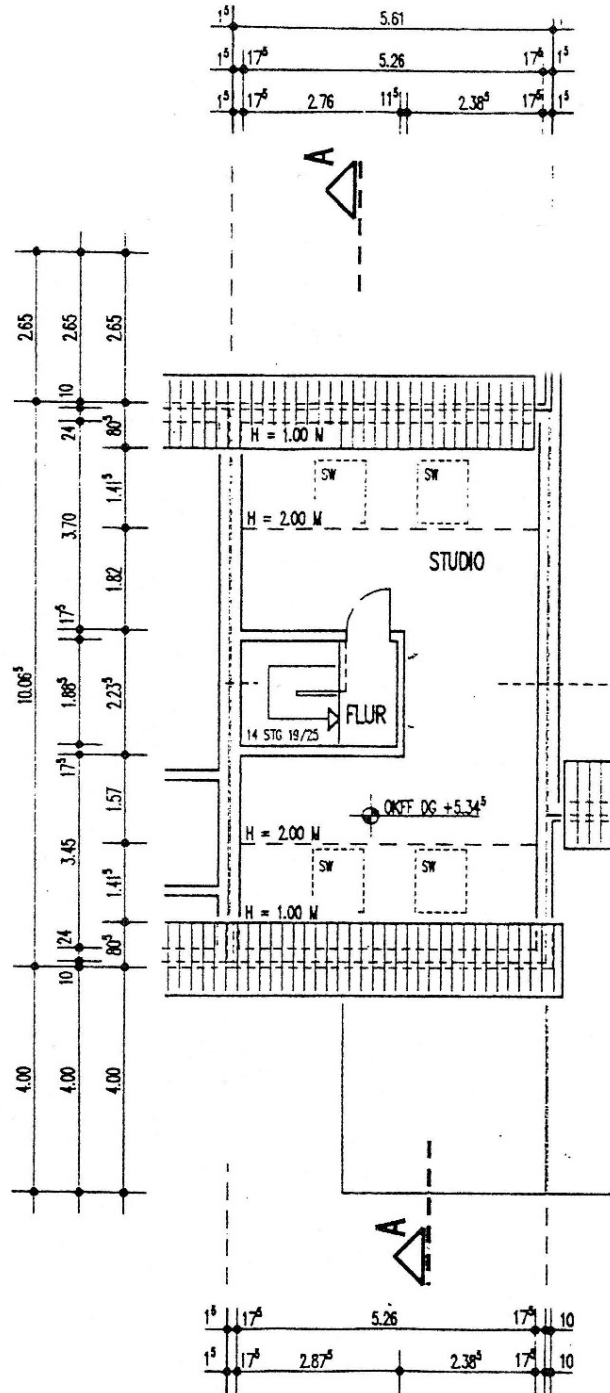 1⁵ 5.61 1⁵
1⁵ 17⁵ 5.26 17⁵ 1⁵
1⁵ 17⁵ 2.76 11⁵ 2.38⁵ 17⁵ 1⁵
A
2.65 2.65 2.65
10
24 80⁵
H = 1.00 M
SW SW
1.41⁵
3.70
H = 2.00 M
STUDIO
1.82
17⁵
10.06⁵ 1.88⁵ 2.23⁵
FLUR
14 STG 19/25
17⁵
1.57
OKFF DG +5.34⁵
3.45
H = 2.00 M
SW SW
1.41⁵
H = 1.00 M
24 80⁵
10
4.00 4.00 4.00
A
1⁵ 17⁵ 5.26 17⁵ 10
1⁵ 17⁵ 2.87⁵ 2.38⁵ 17⁵ 10